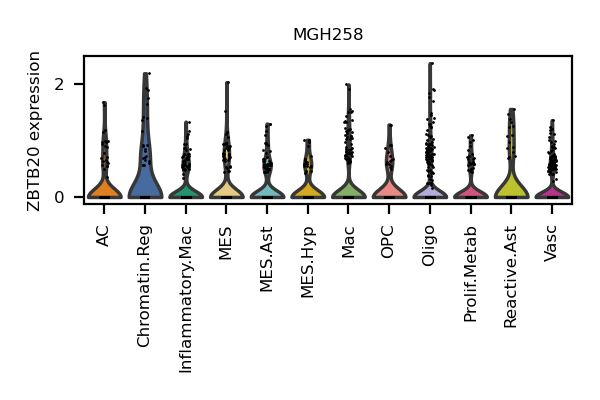 MGH258
ZBTB20 expression
2
0
AC
Chromatin.Reg
Inflammatory.Mac
MES
MES.Ast
MES.Hyp
Mac
OPC
Oligo
Prolif.Metab
Reactive.Ast
Vasc